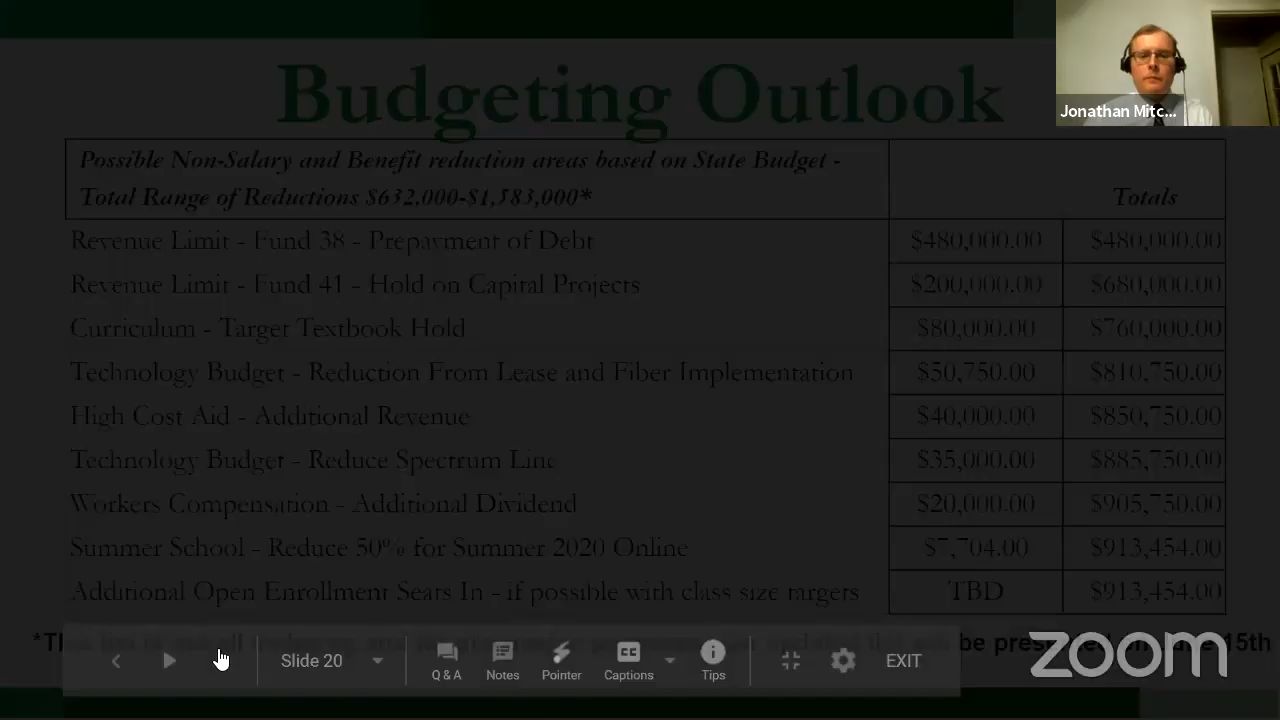 Budgeting Outlook
Jonathan Mitc...
Possible Non-Salary and Benefit reduction areas based on State Budget -
Total Range of Reductions $632,000-$1,583,000*
Totals
Revenue Limit - Fund 38 - Prepayment of Debt $480,000.00 $480,000.00
Revenue Limit - Fund 41 - Hold on Capital Projects $200,000.00 $680,000.00
Curriculum - Target Textbook Hold $80,000.00 $760,000.00
Technology Budget - Reduction From Lease and Fiber Implementation $50,750.00 $810,750.00
High Cost Aid - Additional Revenue $40,000.00 $850,750.00
Technology Budget - Reduce Spectrum Line $35,000.00 $885,750.00
Workers Compensation - Additional Dividend $20,000.00 $905,750.00
Summer School - Reduce 50% for Summer 2020 Online $7,704.00 $913,454.00
Additional Open Enrollment Seats In - if possible with class size targets TBD $913,454.00
be 15th
zoom
Slide 20 Q & A Notes Pointer Captions Tips EXIT